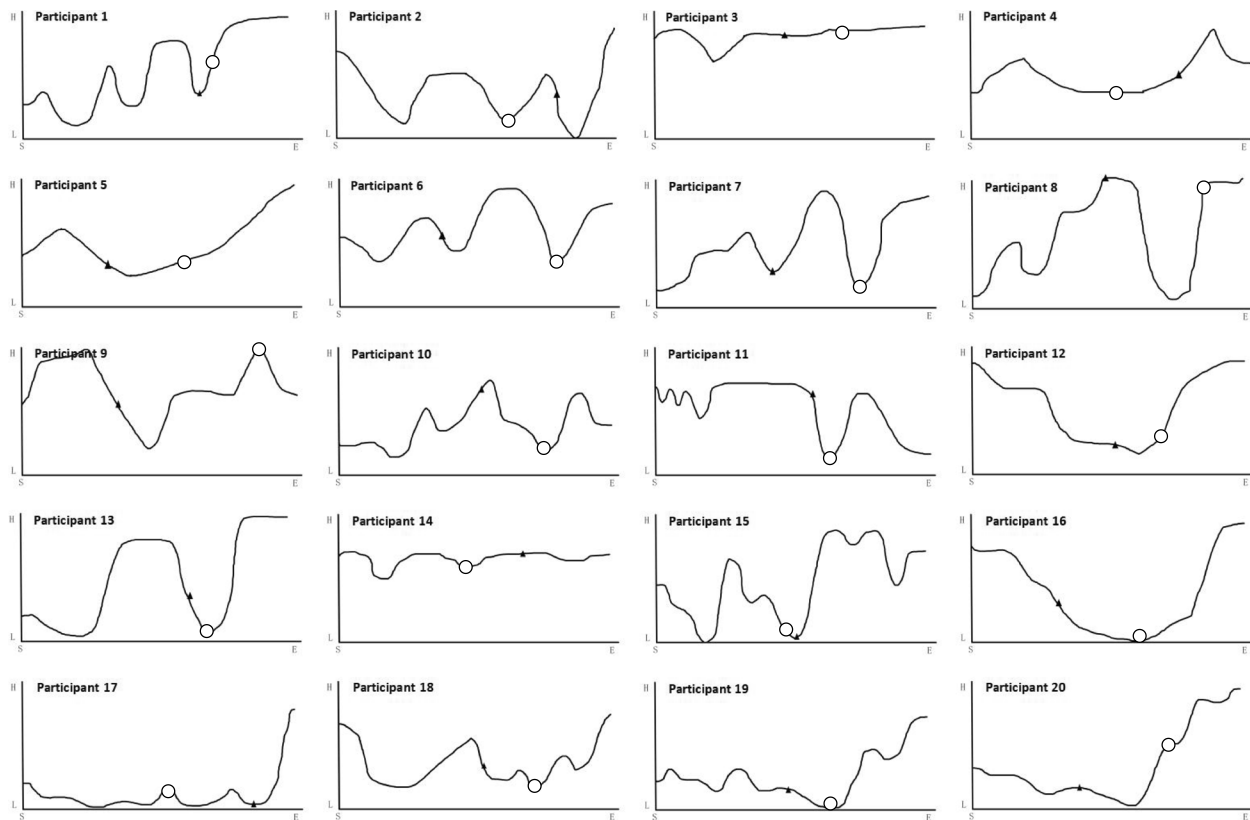 H Participant 1 H Participant 2 H Participant 3 H Participant 4
L L L L
S E S E S E S E
H Participant 5 H Participant 6 H Participant 7 H Participant 8
L L L L
S E S E S E S E
H Participant 9 H Participant 10 H Participant 11 H Participant 12
L L L L
S E S E S E S E
H Participant 13 H Participant 14 H Participant 15 H Participant 16
L L L L
S E S E S E S E
H Participant 17 H Participant 18 H Participant 19 H Participant 20
L L L L
S E S E S E S E